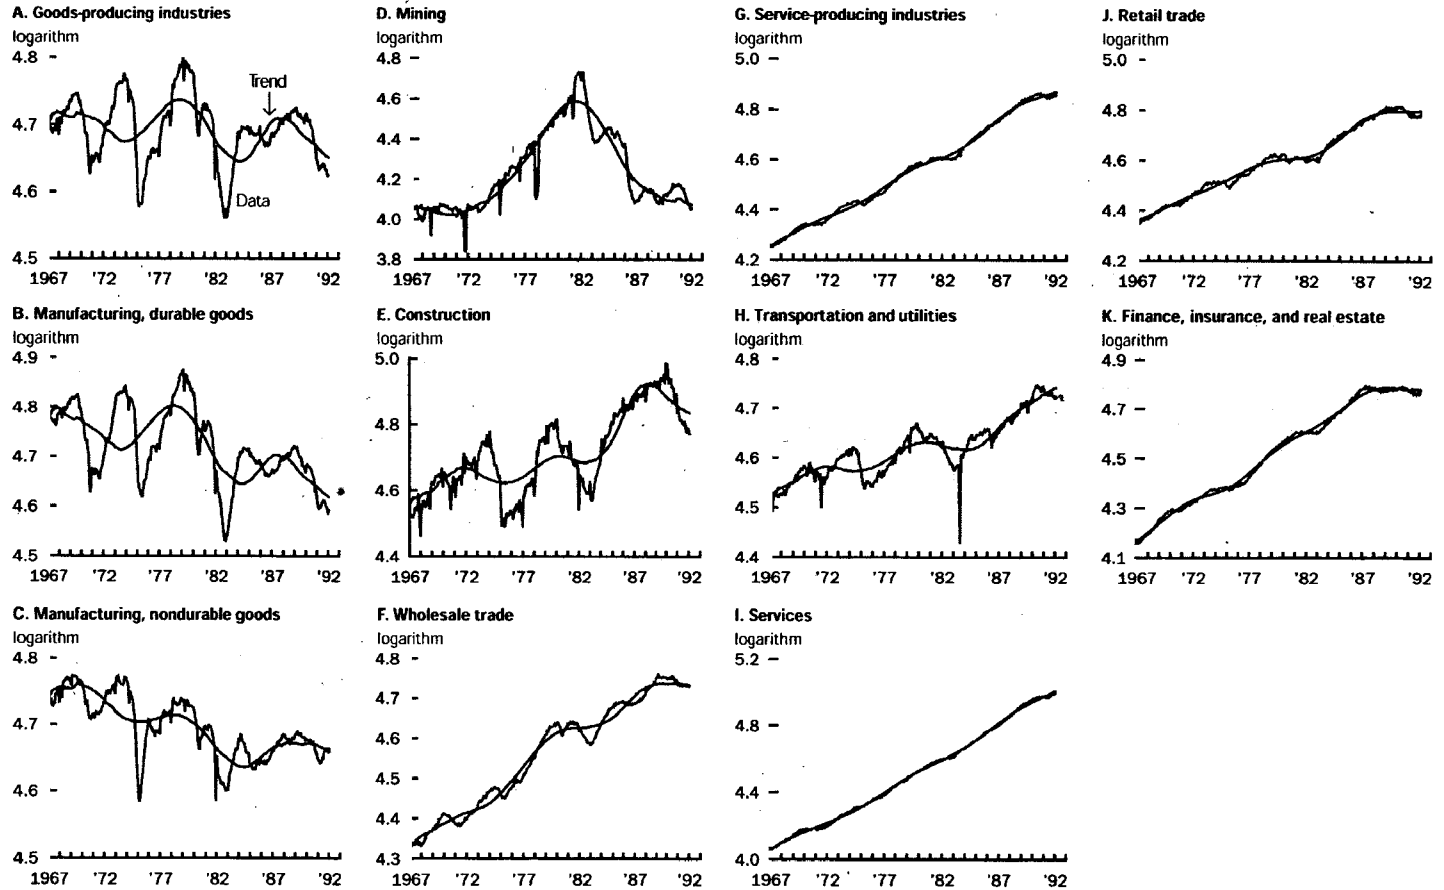 A. Goods-producing industries
logarithm
4.8
4.7
4.6
4.5
Trend
Data
1967 '72 '77 '82 '87 '92
B. Manufacturing, durable goods
logarithm
4.9
4.8
4.7
4.6
4.5
1967 '72 '77 '82 '87 '92
C. Manufacturing, nondurable goods
logarithm
4.8
4.7
4.6
4.5
1967 '72 '77 '82 '87 '92
D. Mining
logarithm
4.8
4.6
4.4
4.2
4.0
3.8
1967 '72 '77 '82 '87 '92
E. Construction
logarithm
5.0
4.8
4.6
4.4
1967 '72 '77 '82 '87 '92
F. Wholesale trade
logarithm
4.8
4.7
4.6
4.5
4.4
4.3
1967 '72 '77 '82 '87 '92
G. Service-producing industries
logarithm
5.0
4.8
4.6
4.4
4.2
1967 '72 '77 '82 '87 '92
H. Transportation and utilities
logarithm
4.8
4.7
4.6
4.5
4.4
1967 '72 '77 '82 '87 '92
I. Services
logarithm
5.2
4.8
4.4
4.0
1967 '72 '77 '82 '87 '92
J. Retail trade
logarithm
5.0
4.8
4.6
4.4
4.2
1967 '72 '77 '82 '87 '92
K. Finance, insurance, and real estate
logarithm
4.9
4.7
4.5
4.3
4.1
1967 '72 '77 '82 '87 '92